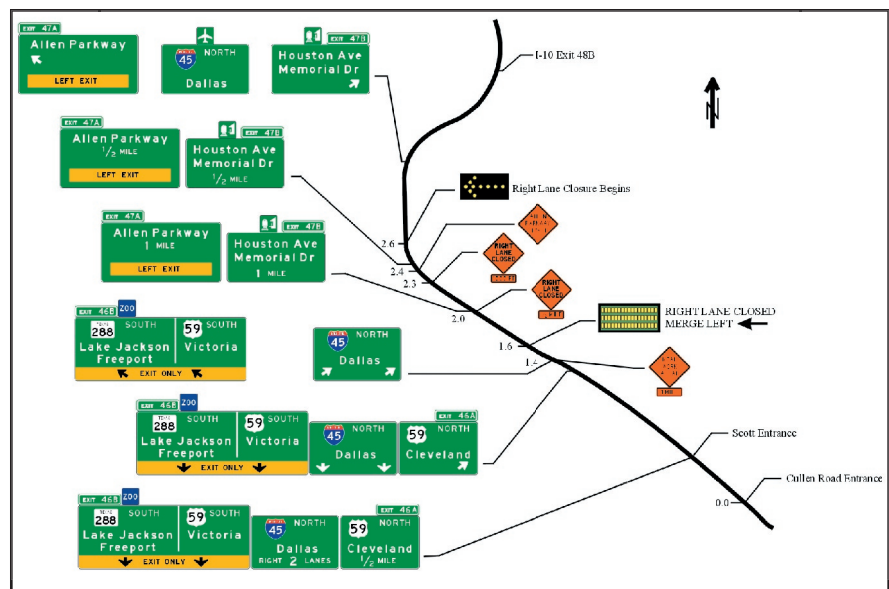 EXIT 47A
Allen Parkway
LEFT EXIT
45 NORTH
Dallas
EXIT 47B
Houston Ave
Memorial Dr
I-10 Exit 48B
N
EXIT 47A
Allen Parkway
1/2 MILE
LEFT EXIT
EXIT 47B
Houston Ave
Memorial Dr
1/2 MILE
Right Lane Closure Begins
2.6
2.4
2.3
RIGHT
LANE
CLOSED
EXIT 47A
Allen Parkway
1 MILE
LEFT EXIT
EXIT 47B
Houston Ave
Memorial Dr
1 MILE
RIGHT
LANE
CLOSED
2.0
EXIT 46B
ZOO
TEXAS
288 SOUTH
Lake Jackson
Freeport
59 SOUTH
Victoria
EXIT ONLY
45 NORTH
Dallas
RIGHT LANE CLOSED
MERGE LEFT
1.6
1.4
EXIT 46B
ZOO
TEXAS
288 SOUTH
Lake Jackson
Freeport
59 SOUTH
Victoria
EXIT ONLY
45 NORTH
Dallas
EXIT 46A
59 NORTH
Cleveland
Scott Entrance
Cullen Road Entrance
0.0
EXIT 46B
ZOO
TEXAS
288 SOUTH
Lake Jackson
Freeport
59 SOUTH
Victoria
EXIT ONLY
45 NORTH
Dallas
RIGHT 2 LANES
EXIT 46A
59 NORTH
Cleveland
1/2 MILE